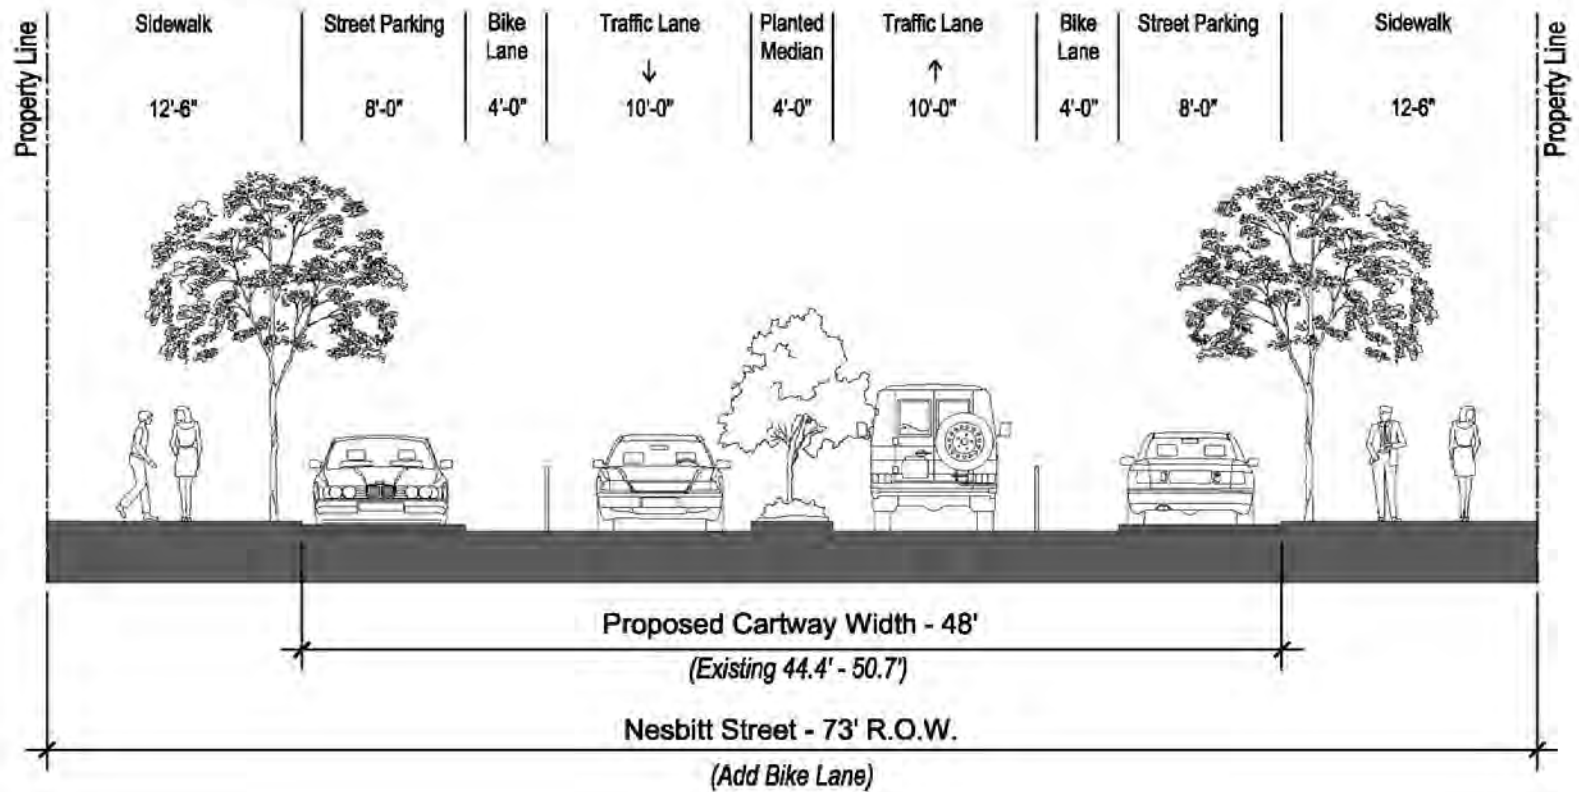 Property Line
Sidewalk
12'-6"
Street Parking
8'-0"
Bike
Lane
4'-0"
Traffic Lane
↓
10'-0"
Planted
Median
4'-0"
Traffic Lane
↑
10'-0"
Bike
Lane
4'-0"
Street Parking
8'-0"
Sidewalk
12-6"
Property Line
Proposed Cartway Width - 48'
(Existing 44.4' - 50.7')
Nesbitt Street - 73' R.O.W.
(Add Bike Lane)